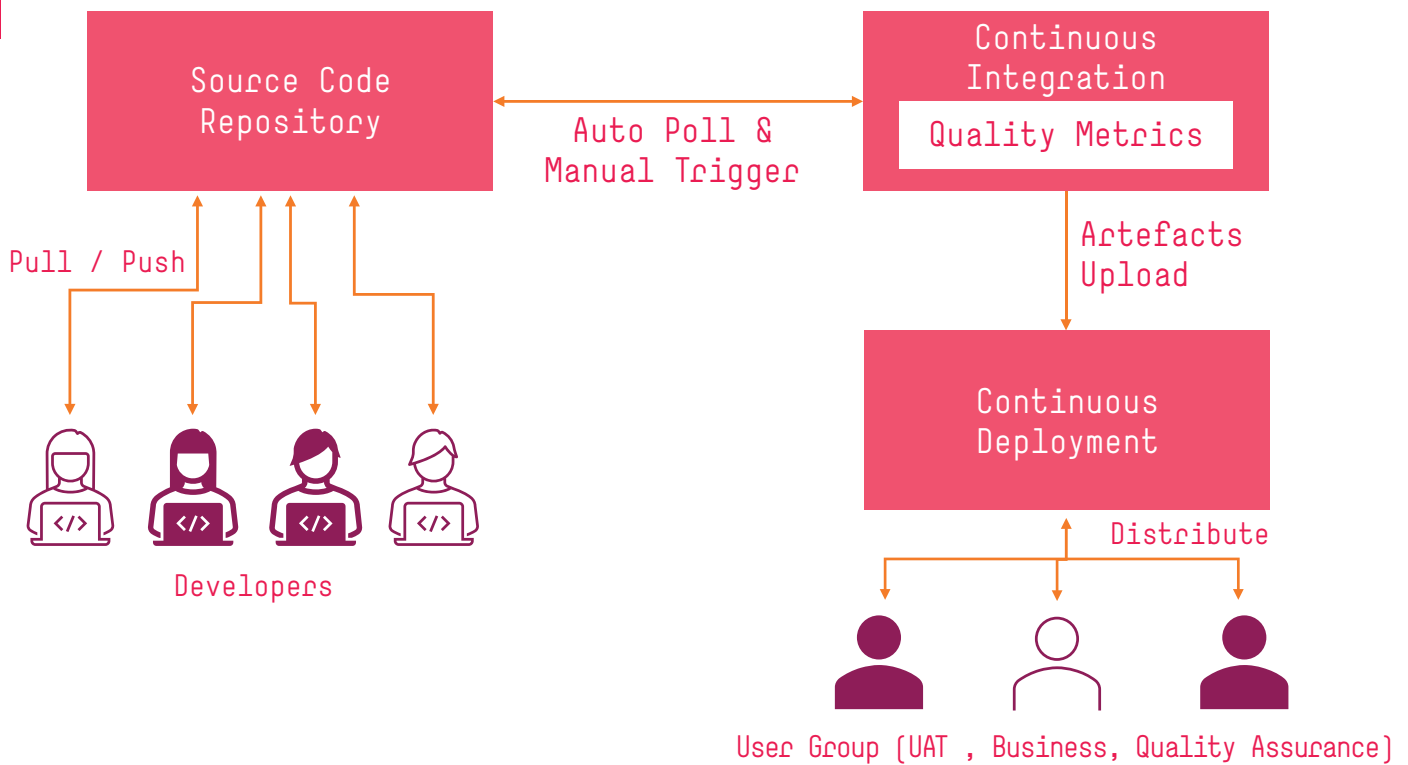 Source Code
Repository
Auto Poll &
Manual Trigger
Continuous
Integration
Quality Metrics
Pull / Push
Artefacts
Upload
Continuous
Deployment
</>
</>
</>
</>
Developers
Distribute
User Group (UAT , Business, Quality Assurance)